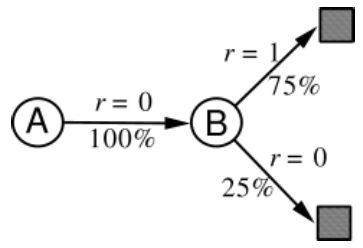 A
r = 0
100%
B
r = 1
75%
r = 0
25%